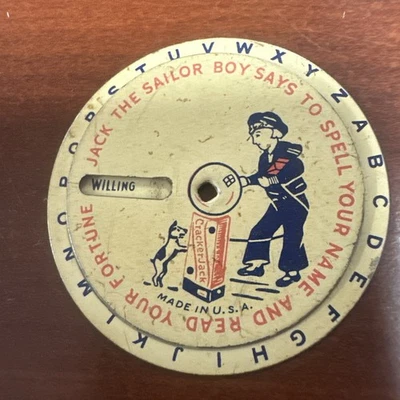 JACK THE SAILOR BOY SAYS TO SPELL YOUR NAME AND READ YOUR FORTUNE
A B C D E F G H I J K L M N O P Q R S T U V W X Y Z
WILLING
CrackerJack
MADE IN U.S.A.